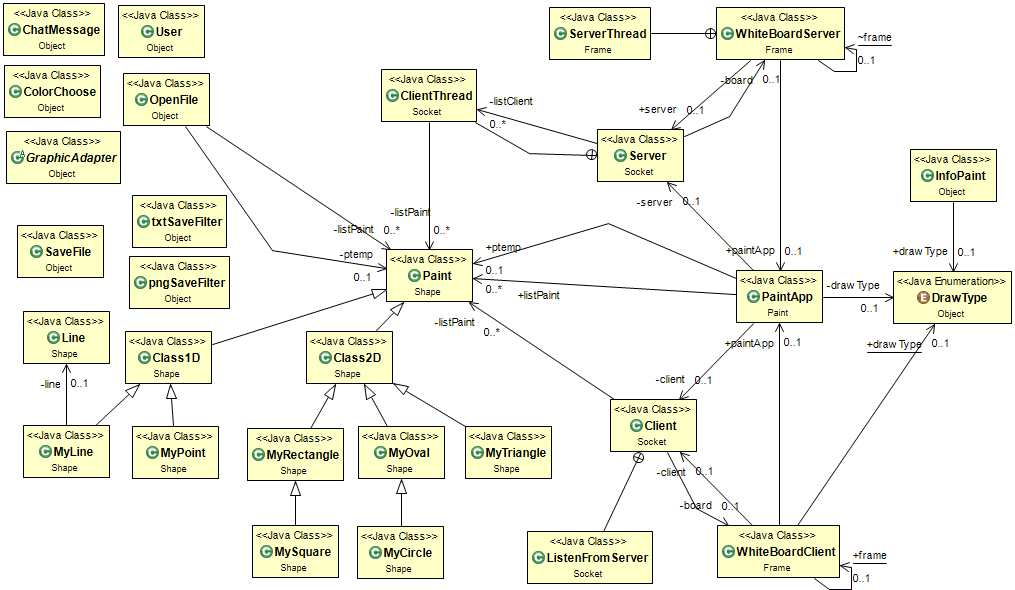 <<Java Class>>
ChatMessage
Object
<<Java Class>>
User
Object
<<Java Class>>
ServerThread
Frame
<<Java Class>>
WhiteBoardServer
Frame
~frame
0..1
<<Java Class>>
ColorChoose
Object
<<Java Class>>
OpenFile
Object
<<Java Class>>
ClientThread
Socket
-listClient
0..*
-board
0..1
+server
0..1
<<Java Class>>
GraphicAdapter
Object
<<Java Class>>
Server
Socket
<<Java Class>>
InfoPaint
Object
<<Java Class>>
txtSaveFilter
Object
-listPaint
0..*
-listPaint
0..*
-server
0..1
<<Java Class>>
SaveFile
Object
-ptemp
0..1
+ptemp
0..1
+paintApp
0..1
+drawType
0..1
<<Java Class>>
pngSaveFilter
Object
<<Java Class>>
Paint
Shape
0..*
+listPaint
<<Java Class>>
PaintApp
Paint
-drawType
0..1
<<Java Enumeration>>
DrawType
Object
<<Java Class>>
Line
Shape
<<Java Class>>
Class1D
Shape
<<Java Class>>
Class2D
Shape
-listPaint
0..*
+paintApp
0..1
+drawType
0..1
-line
0..1
-client
0..1
<<Java Class>>
Client
Socket
<<Java Class>>
MyLine
Shape
<<Java Class>>
MyPoint
Shape
<<Java Class>>
MyRectangle
Shape
<<Java Class>>
MyOval
Shape
<<Java Class>>
MyTriangle
Shape
-client
0..1
-board
0..1
<<Java Class>>
MySquare
Shape
<<Java Class>>
MyCircle
Shape
<<Java Class>>
ListenFromServer
Socket
<<Java Class>>
WhiteBoardClient
Frame
+frame
0..1